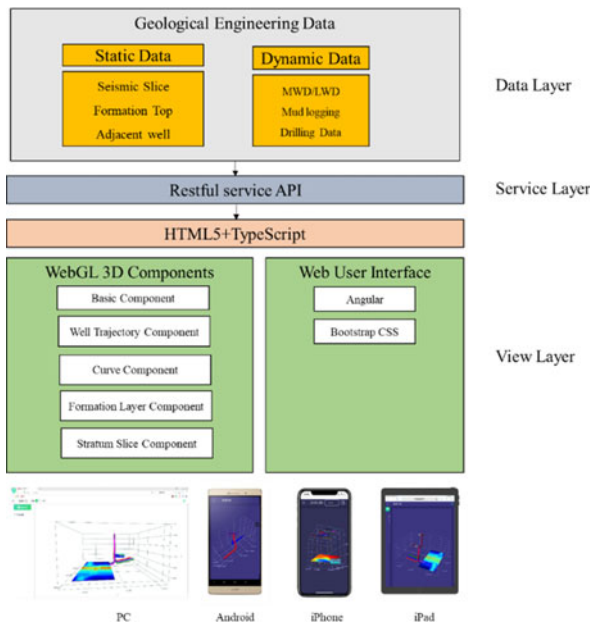 Geological Engineering Data
Static Data
Seismic Slice
Formation Top
Adjacent well
Dynamic Data
MWD/LWD
Mud logging
Drilling Data
Data Layer
Restful service API
Service Layer
HTML5+TypeScript
WebGL 3D Components
Basic Component
Well Trajectory Component
Curve Component
Formation Layer Component
Stratum Slice Component
Web User Interface
Angular
Bootstrap CSS
View Layer
PC
Android
iPhone
iPad